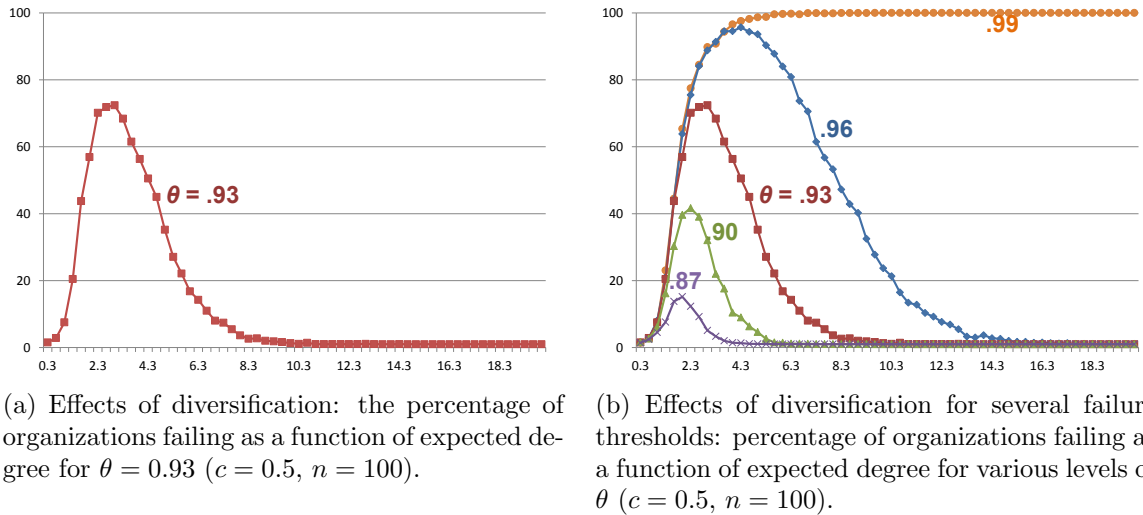 100
80
60
40
20
0
θ = .93
0.3 2.3 4.3 6.3 8.3 10.3 12.3 14.3 16.3 18.3
(a) Effects of diversification: the percentage of
organizations failing as a function of expected de-
gree for θ = 0.93 (c = 0.5, n = 100).
100
80
60
40
20
0
.99
.96
θ = .93
.90
.87
0.3 2.3 4.3 6.3 8.3 10.3 12.3 14.3 16.3 18.3
(b) Effects of diversification for several failur
thresholds: percentage of organizations failing a
a function of expected degree for various levels o
θ (c = 0.5, n = 100).